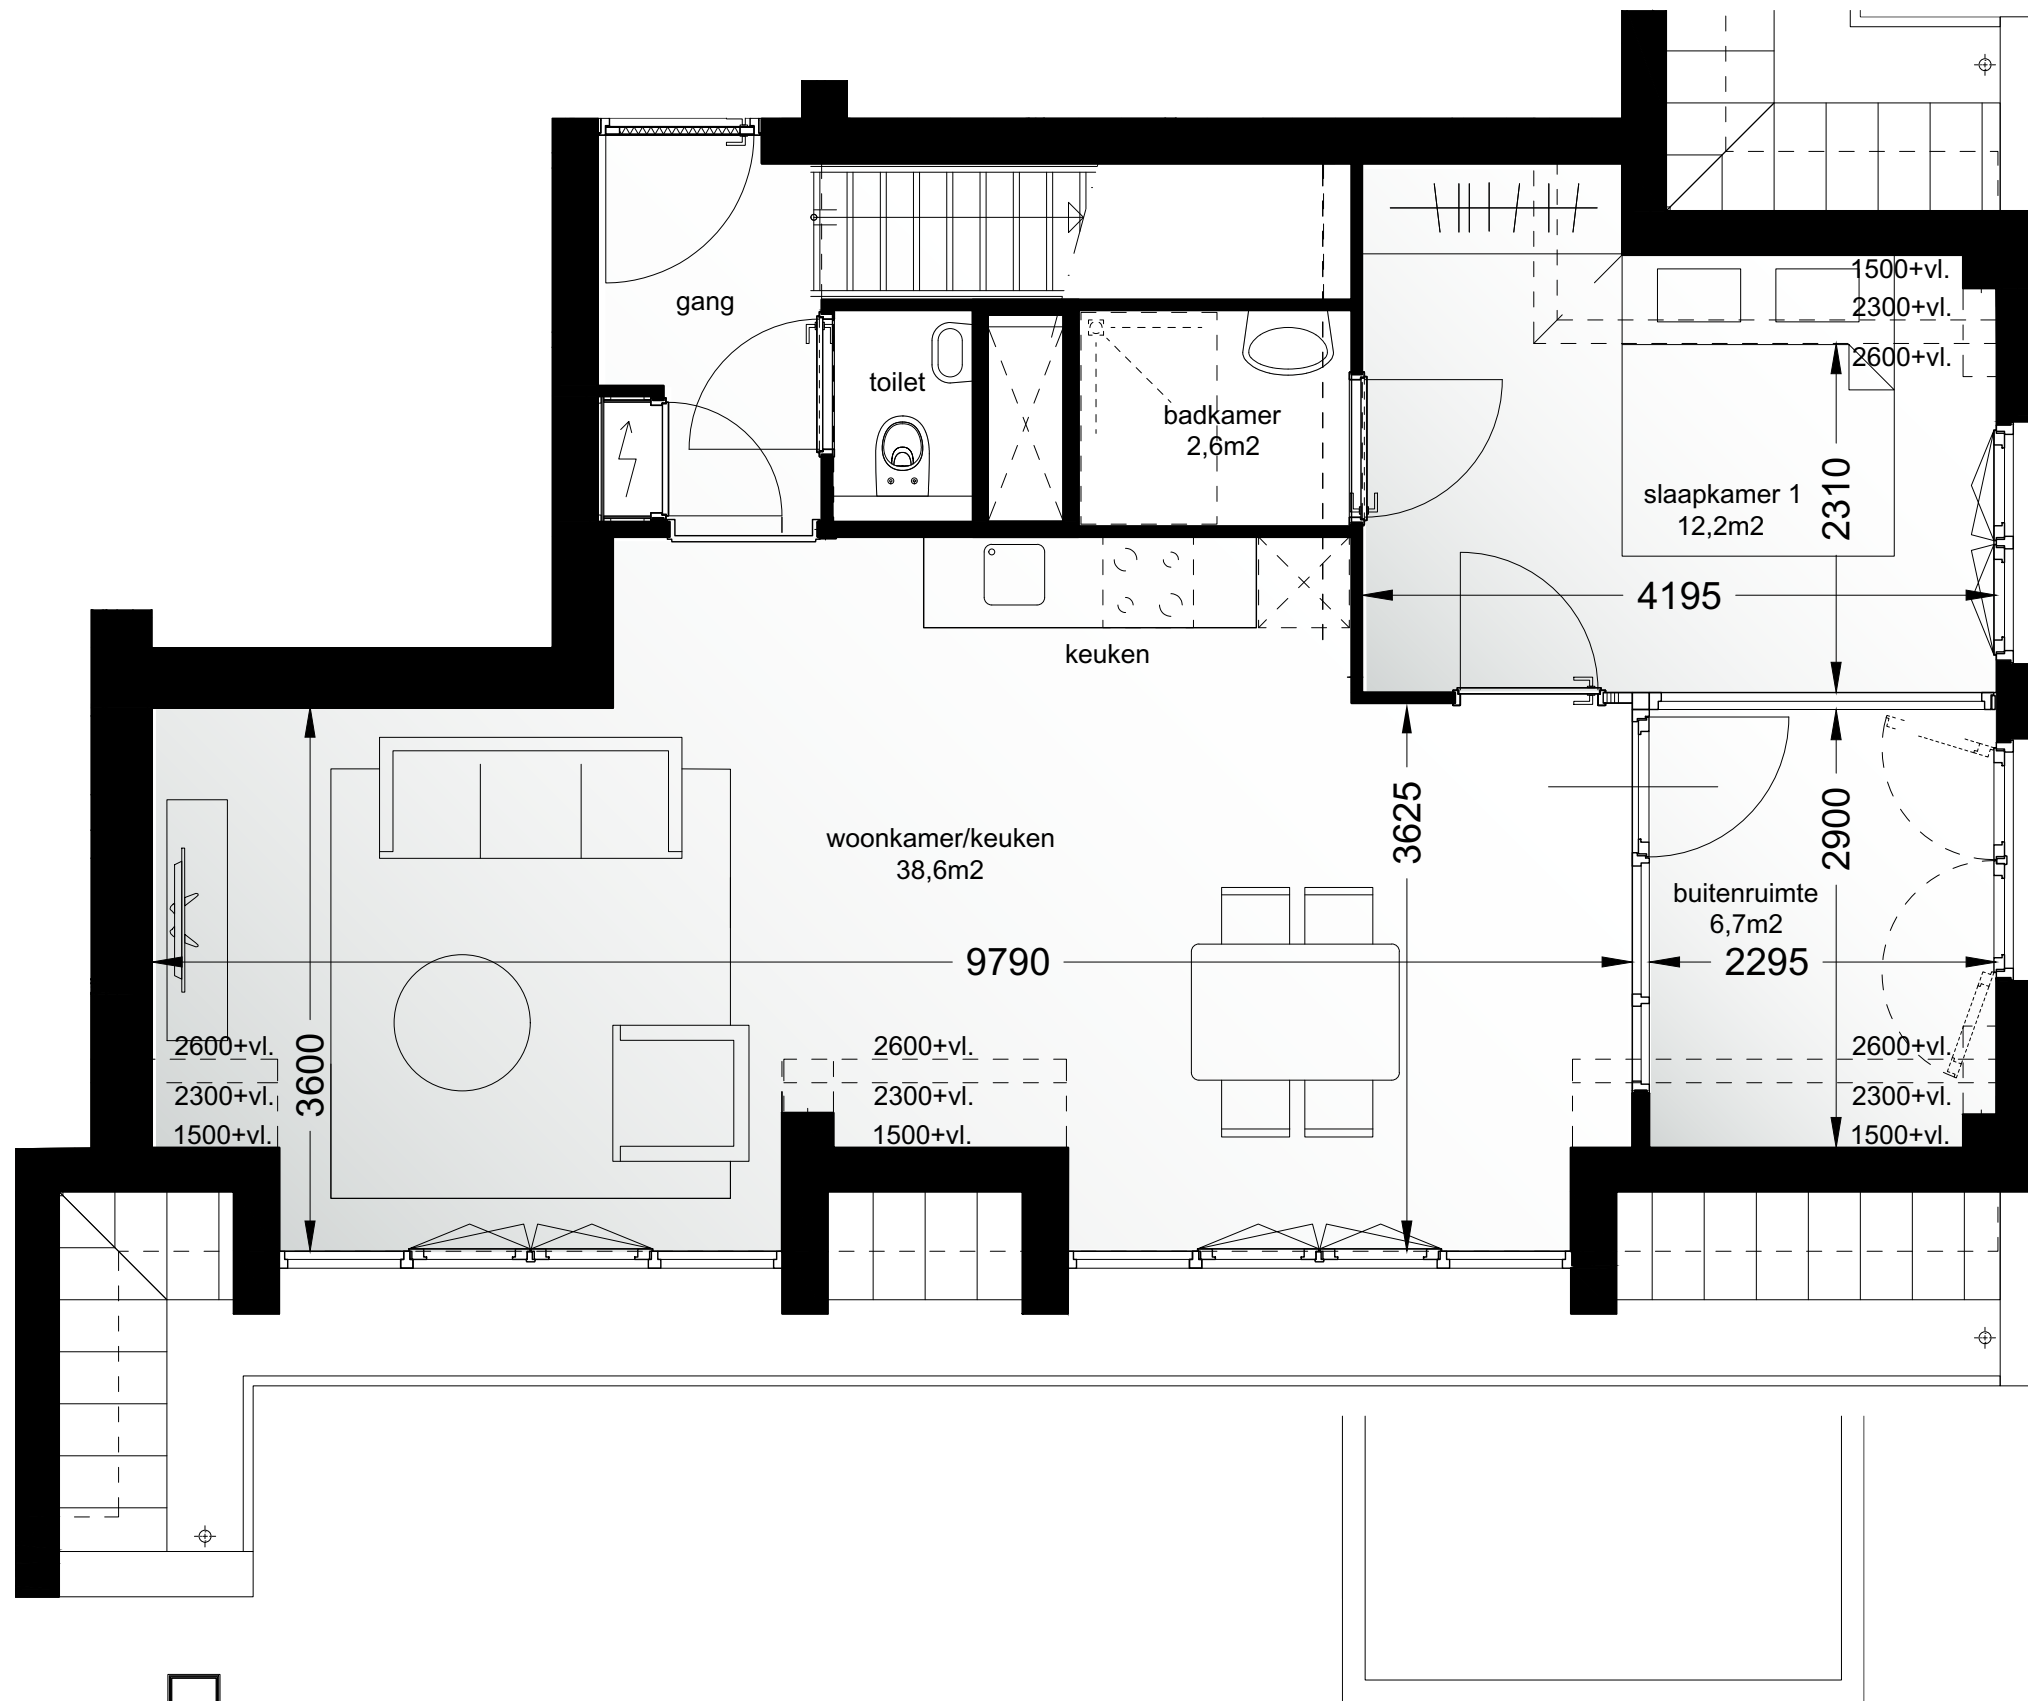 gang
toilet
badkamer
2,6m2
1500+vl.
2300+vl.
2600+vl.
slaapkamer 1
12,2m2
2310
4195
keuken
woonkamer/keuken
38,6m2
3625
2900
buitenruimte
6,7m2
9790
2295
3600
2600+vl.
2300+vl.
1500+vl.
2600+vl.
2300+vl.
1500+vl.
2600+vl.
2300+vl.
1500+vl.